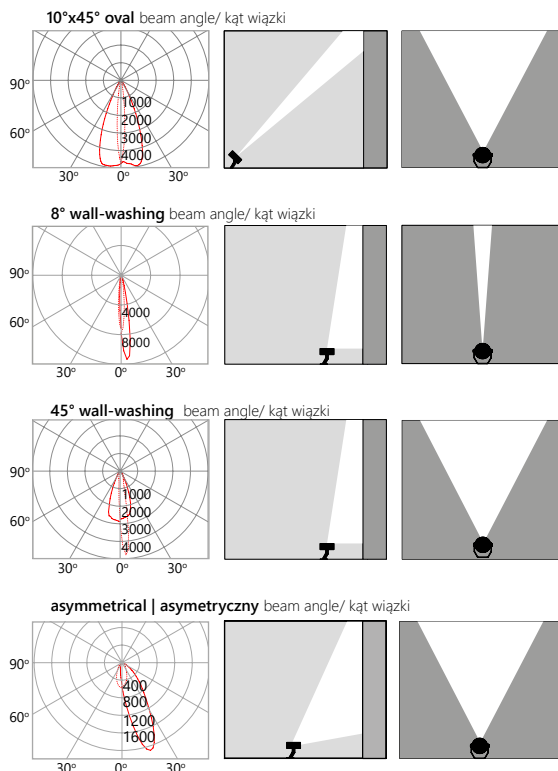 10°x45° oval beam angle/ kąt wiązki
90°
1000
60°
2000
3000
4000
30° 0° 30°
8° wall-washing beam angle/ kąt wiązki
90°
4000
60°
8000
30° 0° 30°
45° wall-washing beam angle/ kąt wiązki
90°
1000
2000
60°
3000
4000
30° 0° 30°
asymmetrical | asymetryczny beam angle/ kąt wiązki
90°
400
800
60°
1200
1600
30° 0° 30°